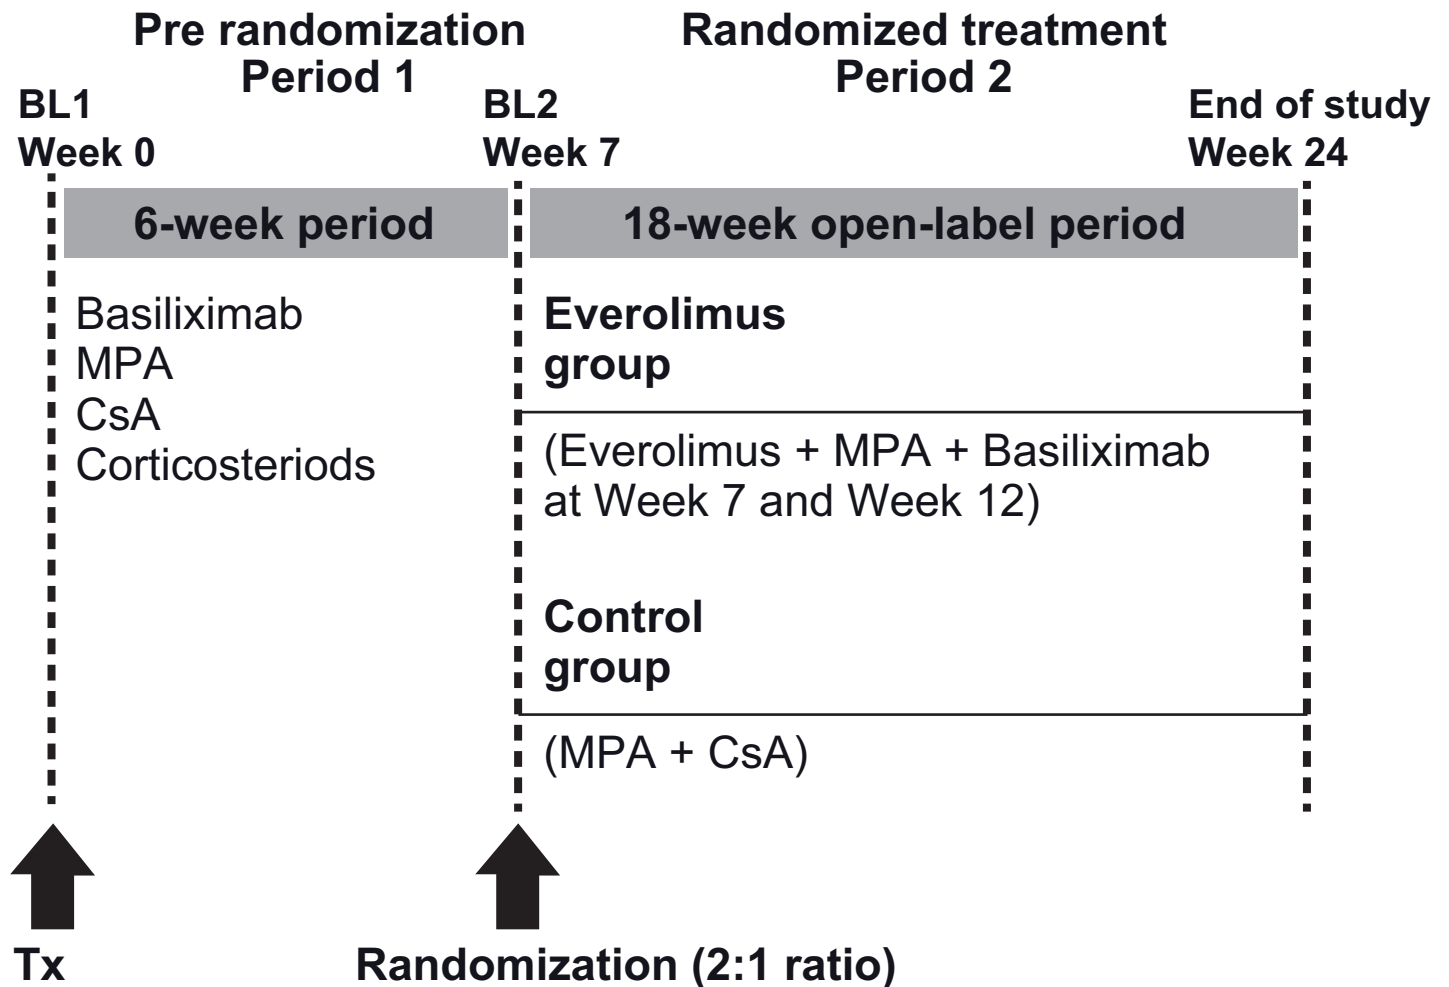 Pre randomization
Period 1
Randomized treatment
Period 2
BL1
Week 0
BL2
Week 7
End of study
Week 24
6-week period
18-week open-label period
Basiliximab
MPA
CsA
Corticosteriods
Everolimus
group
(Everolimus + MPA + Basiliximab
at Week 7 and Week 12)
Control
group
(MPA + CsA)
Tx
Randomization (2:1 ratio)